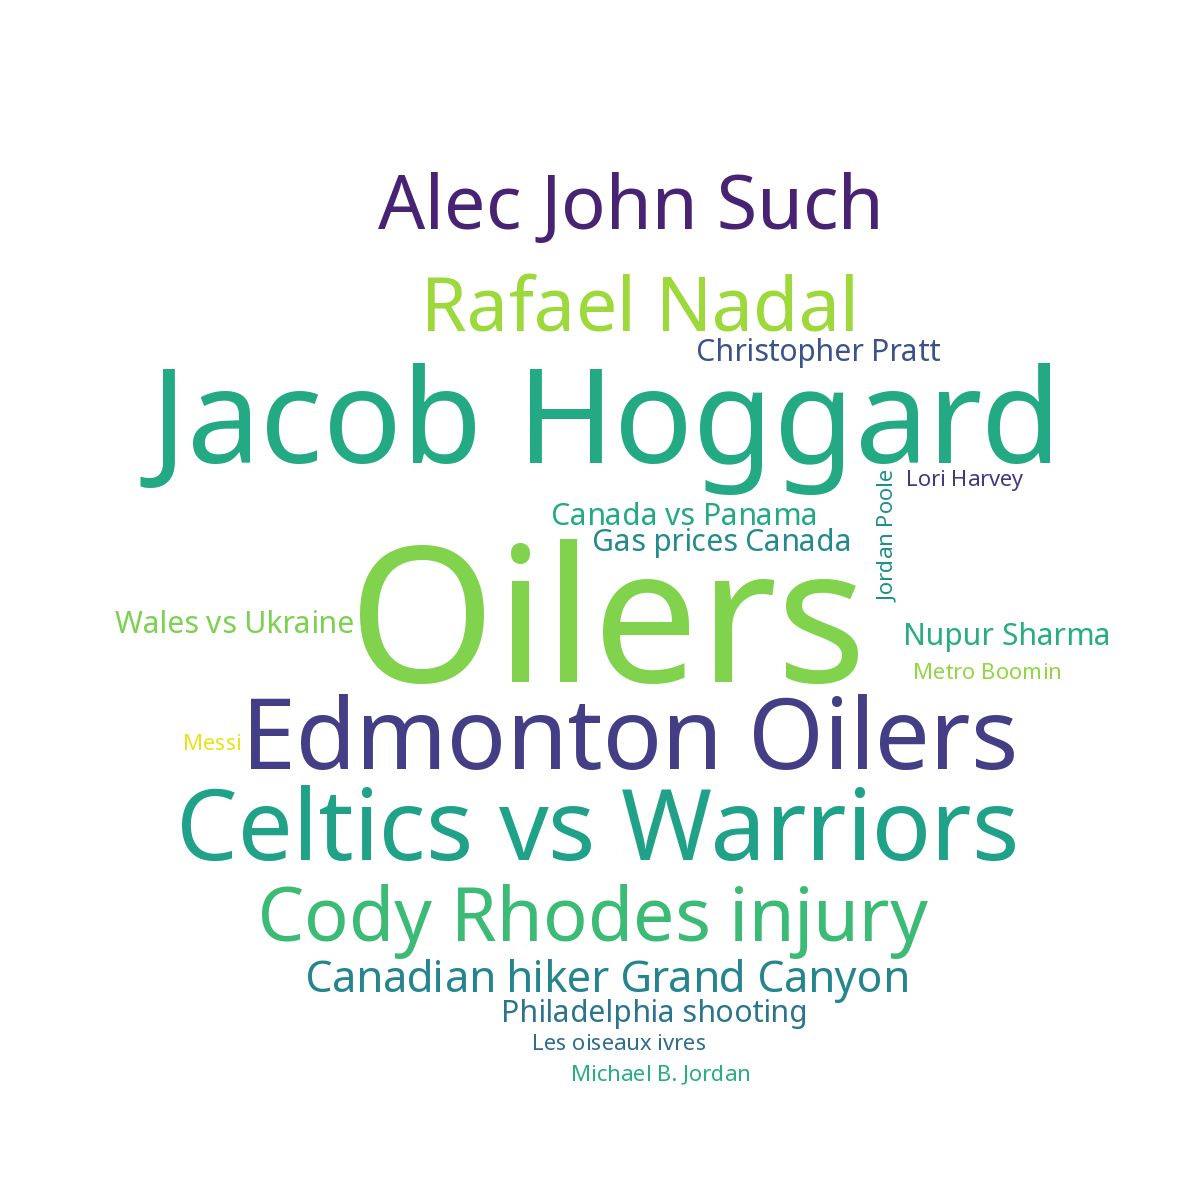 Alec John Such
Rafael Nadal
Christopher Pratt
Jacob Hoggard
Lori Harvey
Jordan Poole
Canada vs Panama
Gas prices Canada
Oilers
Wales vs Ukraine
Nupur Sharma
Metro Boomin
Edmonton Oilers
Messi
Celtics vs Warriors
Cody Rhodes injury
Canadian hiker Grand Canyon
Philadelphia shooting
Les oiseaux ivres
Michael B. Jordan